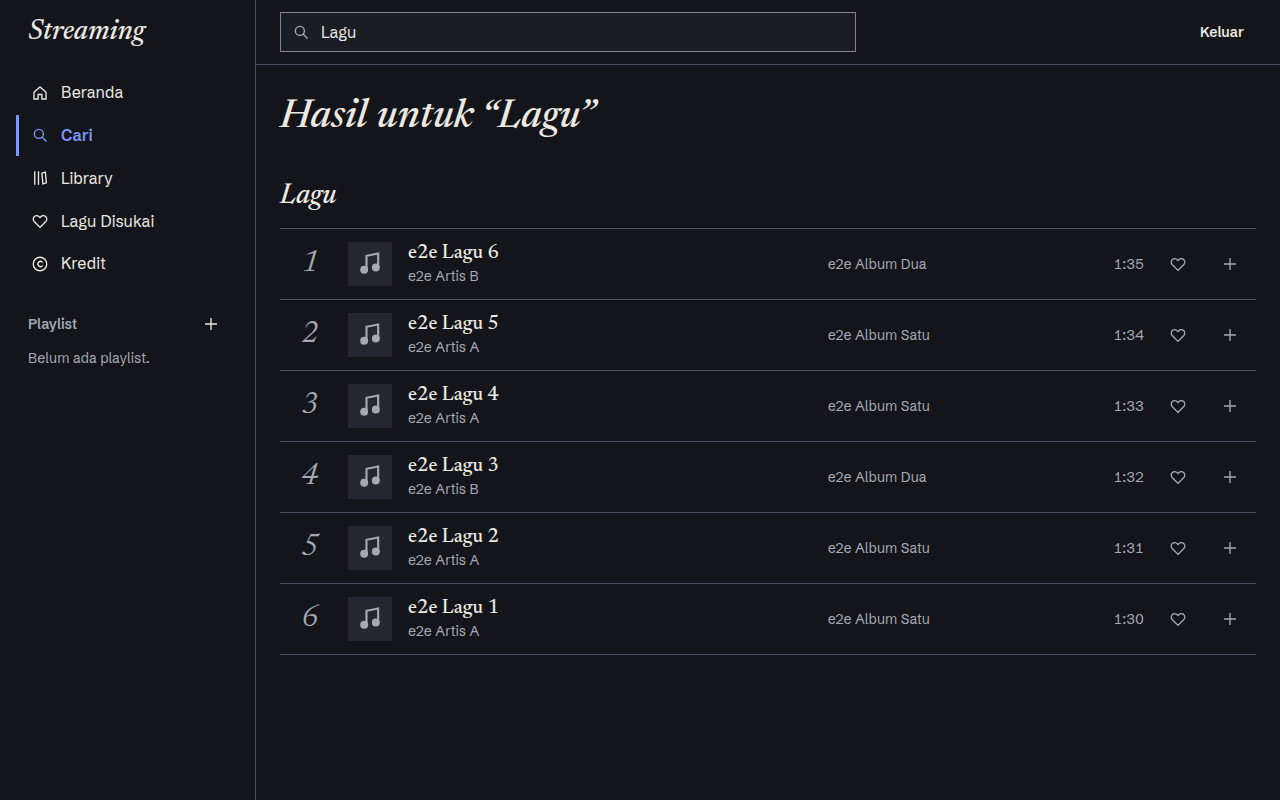 Streaming
Lagu
Keluar
Beranda
Cari
Library
Lagu Disukai
Kredit
Playlist
Belum ada playlist.
Hasil untuk “Lagu”
Lagu
1 e2e Lagu 6 e2e Album Dua 1:35
e2e Artis B
2 e2e Lagu 5 e2e Album Satu 1:34
e2e Artis A
3 e2e Lagu 4 e2e Album Satu 1:33
e2e Artis A
4 e2e Lagu 3 e2e Album Dua 1:32
e2e Artis B
5 e2e Lagu 2 e2e Album Satu 1:31
e2e Artis A
6 e2e Lagu 1 e2e Album Satu 1:30
e2e Artis A